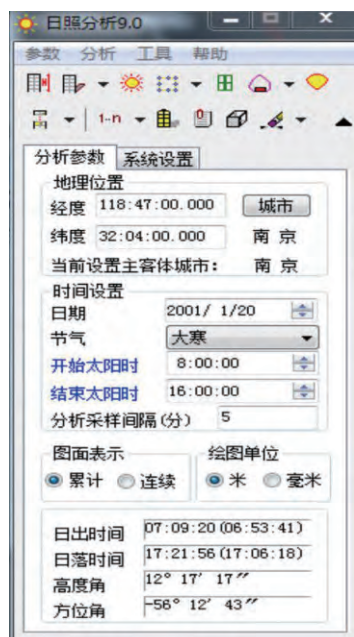 日照分析9.0
参数 分析 工具 帮助
1-n
分析参数 系统设置
地理位置
经度 118:47:00.000 城市
纬度 32:04:00.000 南 京
当前设置主客体城市： 南 京
时间设置
日期 2001/ 1/20
节气 大寒
开始太阳时 8:00:00
结束太阳时 16:00:00
分析采样间隔(分) 5
图面表示 绘图单位
累计 连续 米 毫米
日出时间 07:09:20(06:53:41)
日落时间 17:21:56(17:06:18)
高度角 12° 17′ 17″
方位角 -56° 12′ 43″